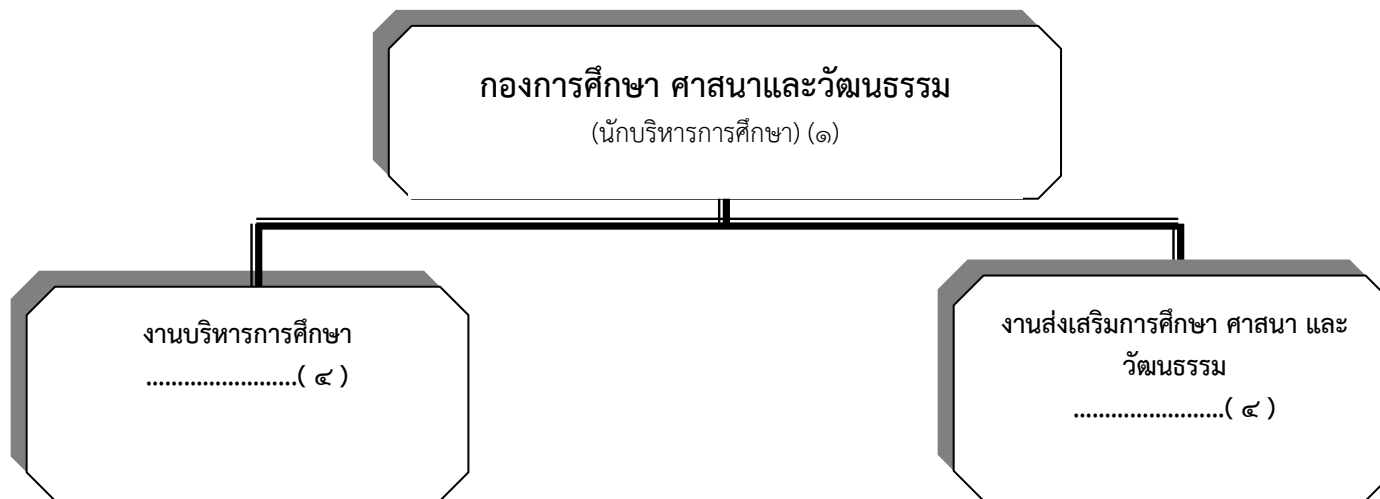 กองการศึกษา ศาสนาและวัฒนธรรม
(นักบริหารการศึกษา) (๑)
งานบริหารการศึกษา
........................( ๔ )
งานส่งเสริมการศึกษา ศาสนา และ
วัฒนธรรม
........................( ๔ )